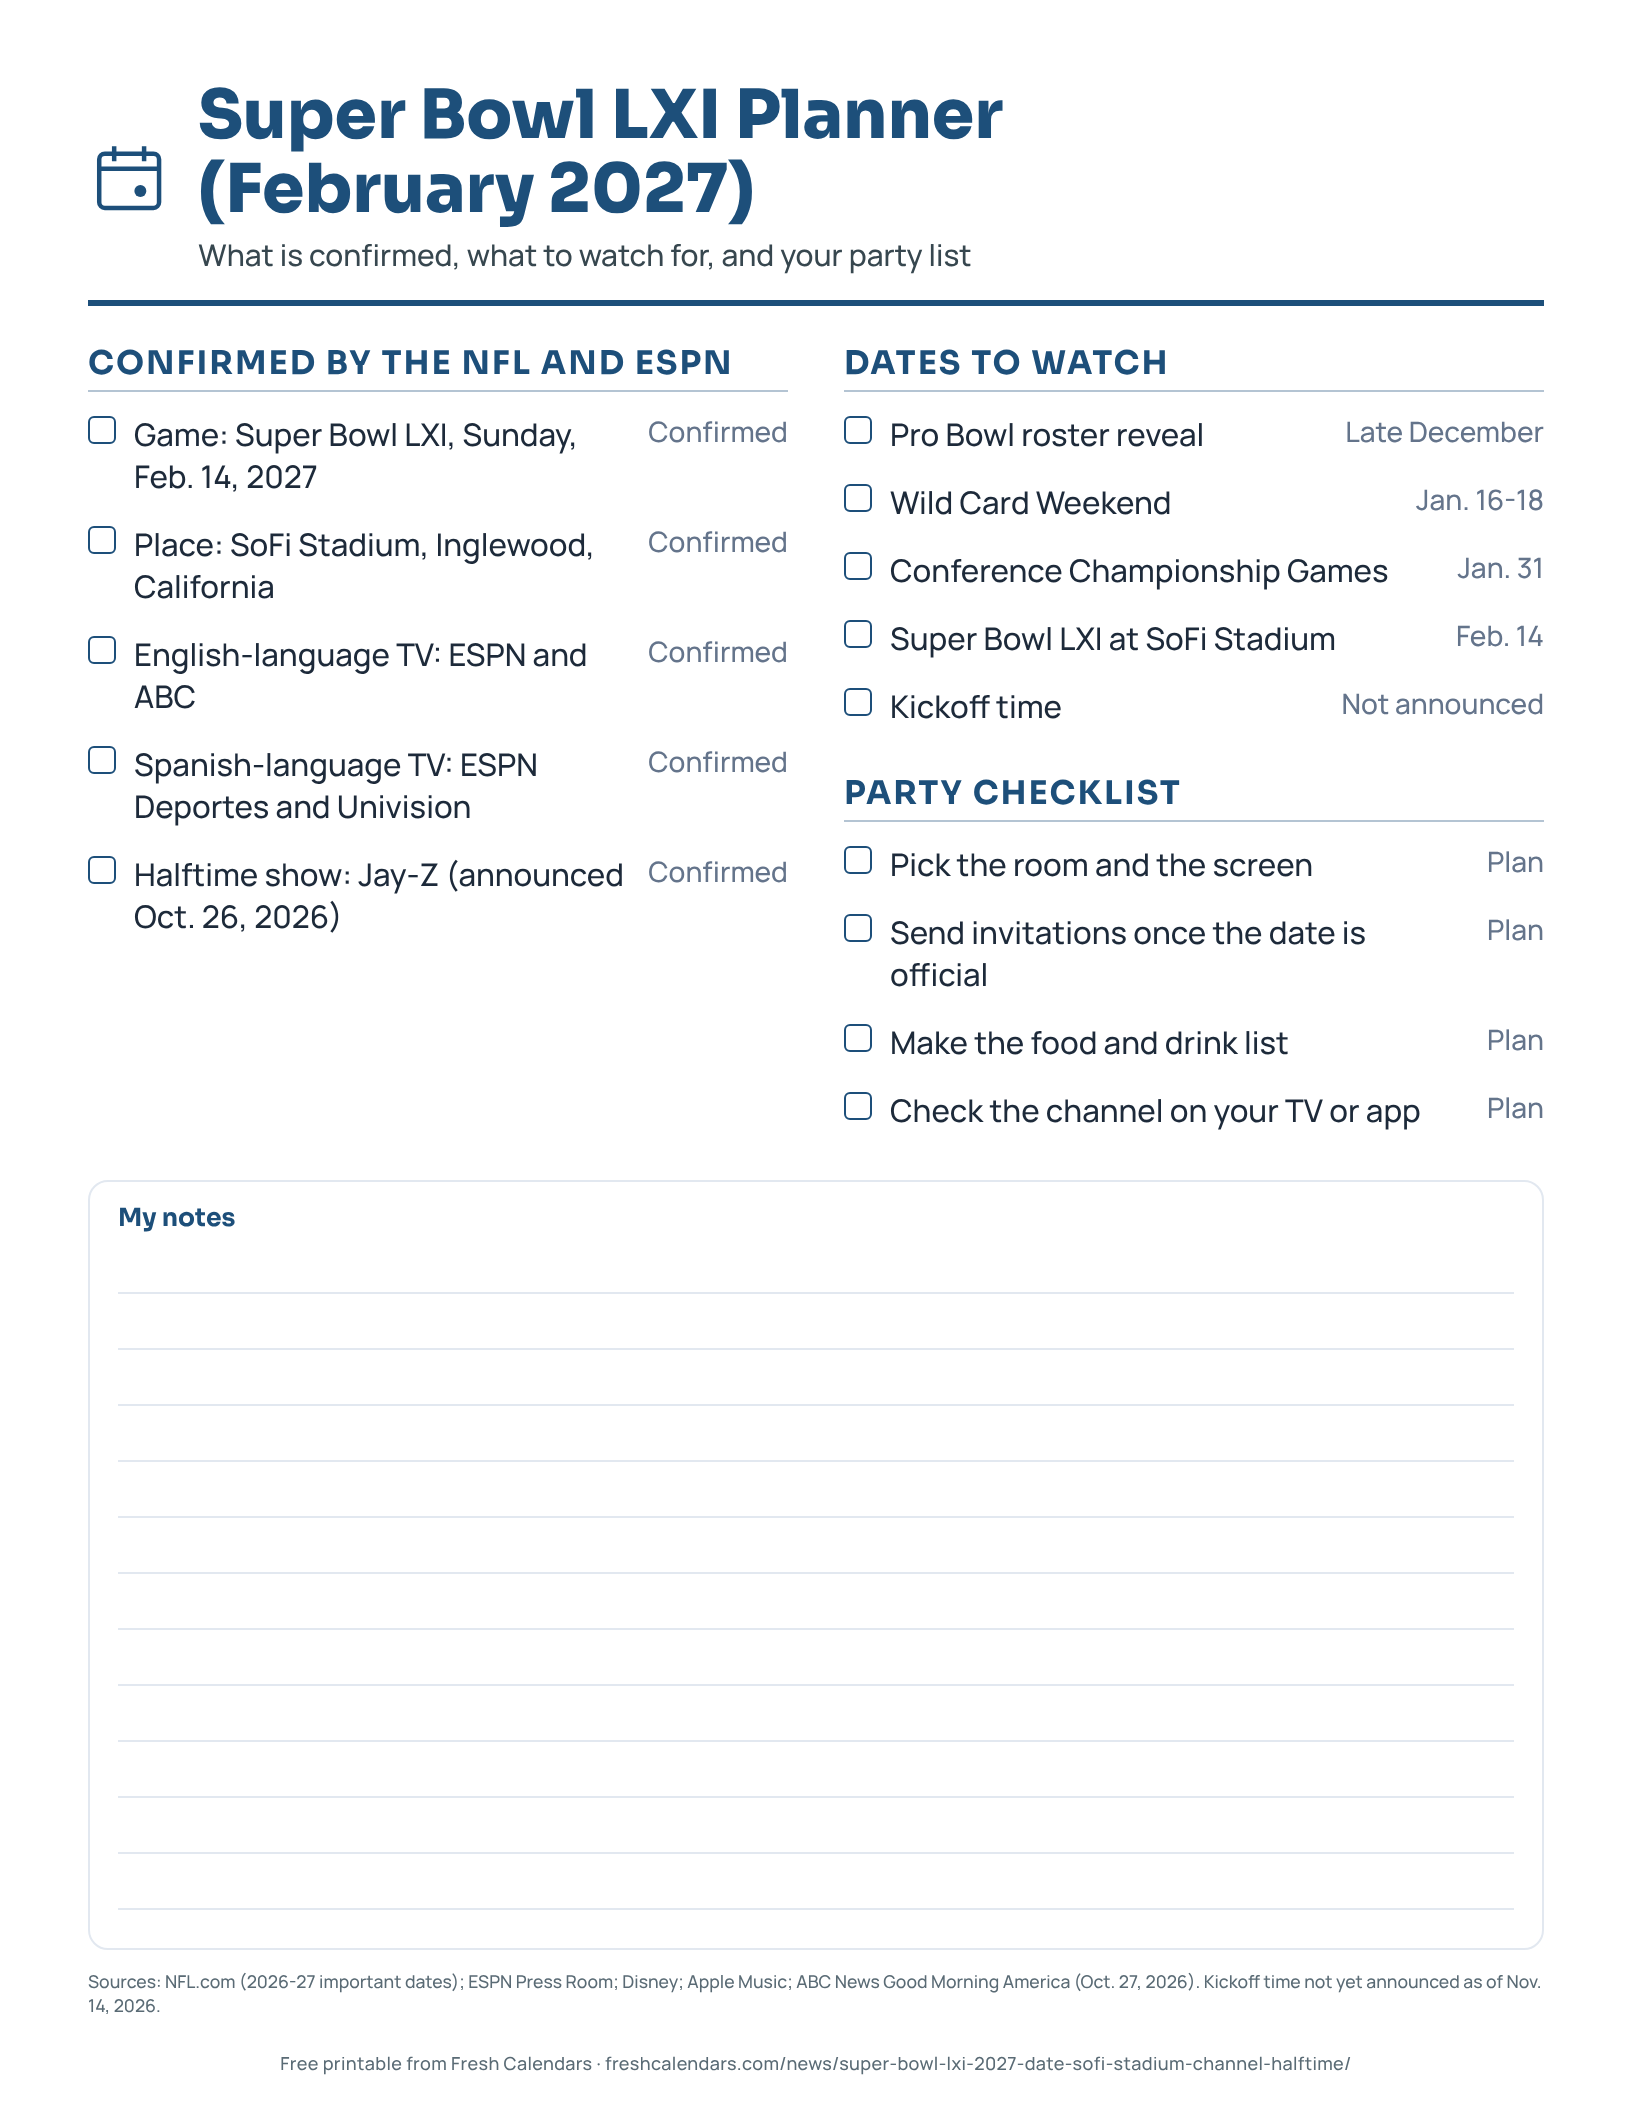 Super Bowl LXI Planner
(February 2027)
What is confirmed, what to watch for, and your party list
CONFIRMED BY THE NFL AND ESPN
Game: Super Bowl LXI, Sunday, Confirmed
Feb. 14, 2027
Place: SoFi Stadium, Inglewood, Confirmed
California
English-language TV: ESPN and Confirmed
ABC
Spanish-language TV: ESPN Confirmed
Deportes and Univision
Halftime show: Jay-Z (announced Confirmed
Oct. 26, 2026)
DATES TO WATCH
Pro Bowl roster reveal Late December
Wild Card Weekend Jan. 16-18
Conference Championship Games Jan. 31
Super Bowl LXI at SoFi Stadium Feb. 14
Kickoff time Not announced
PARTY CHECKLIST
Pick the room and the screen Plan
Send invitations once the date is Plan
official
Make the food and drink list Plan
Check the channel on your TV or app Plan
My notes
Sources: NFL.com (2026-27 important dates); ESPN Press Room; Disney; Apple Music; ABC News Good Morning America (Oct. 27, 2026). Kickoff time not yet announced as of Nov.
14, 2026.
Free printable from Fresh Calendars · freshcalendars.com/news/super-bowl-lxi-2027-date-sofi-stadium-channel-halftime/